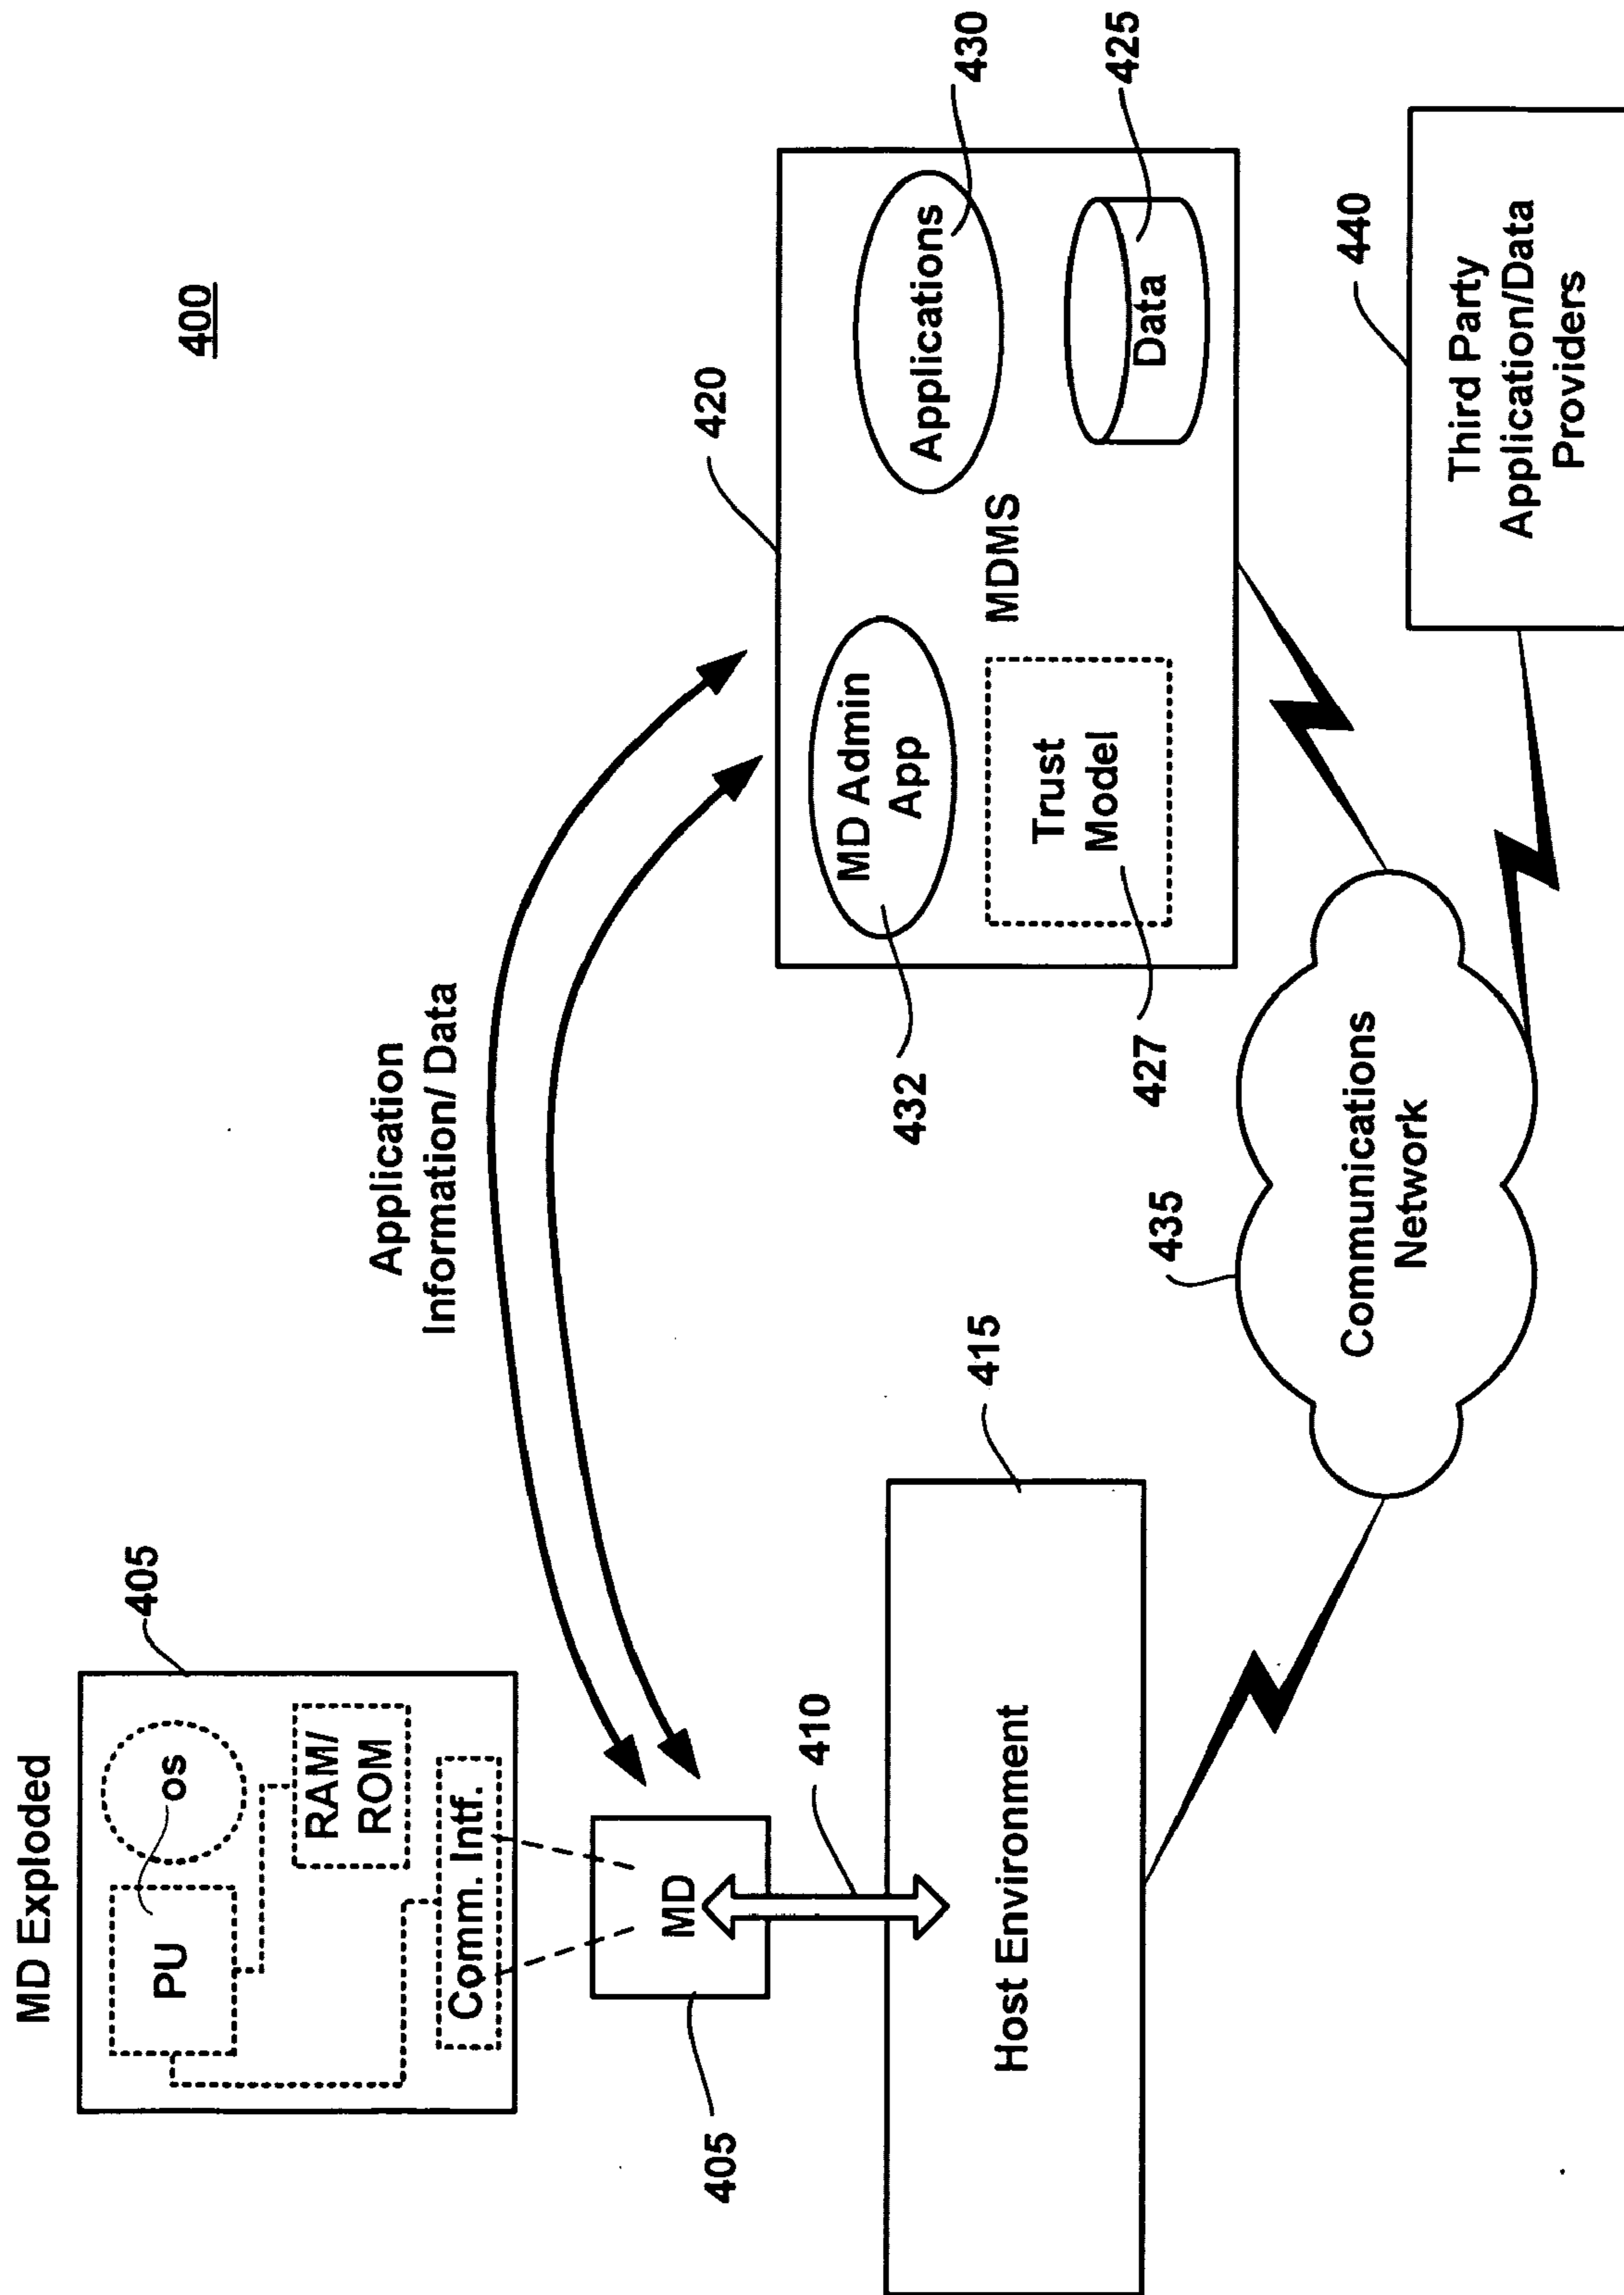 400
MD Exploded
405
PU
os
RAM/
ROM
Comm. Intf.
Application
Information/ Data
420
MD
405
410
MD Admin
App
432
Applications
430
MDMS
Trust
Model
427
Data
425
Host Environment
415
435
Communications
Network
440
Third Party
Application/Data
Providers